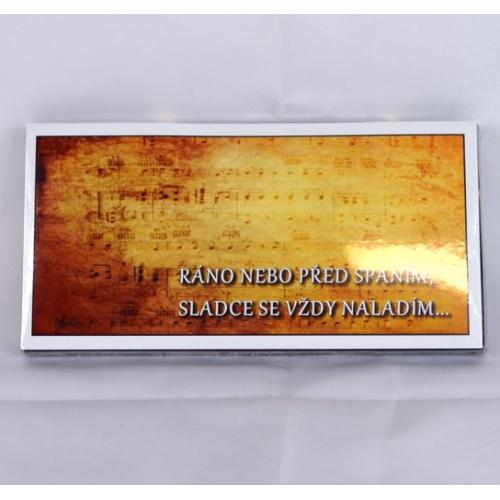 RÁNO NEBO PŘED SPANÍM,
SLADCE SE VŽDY NALADÍM...